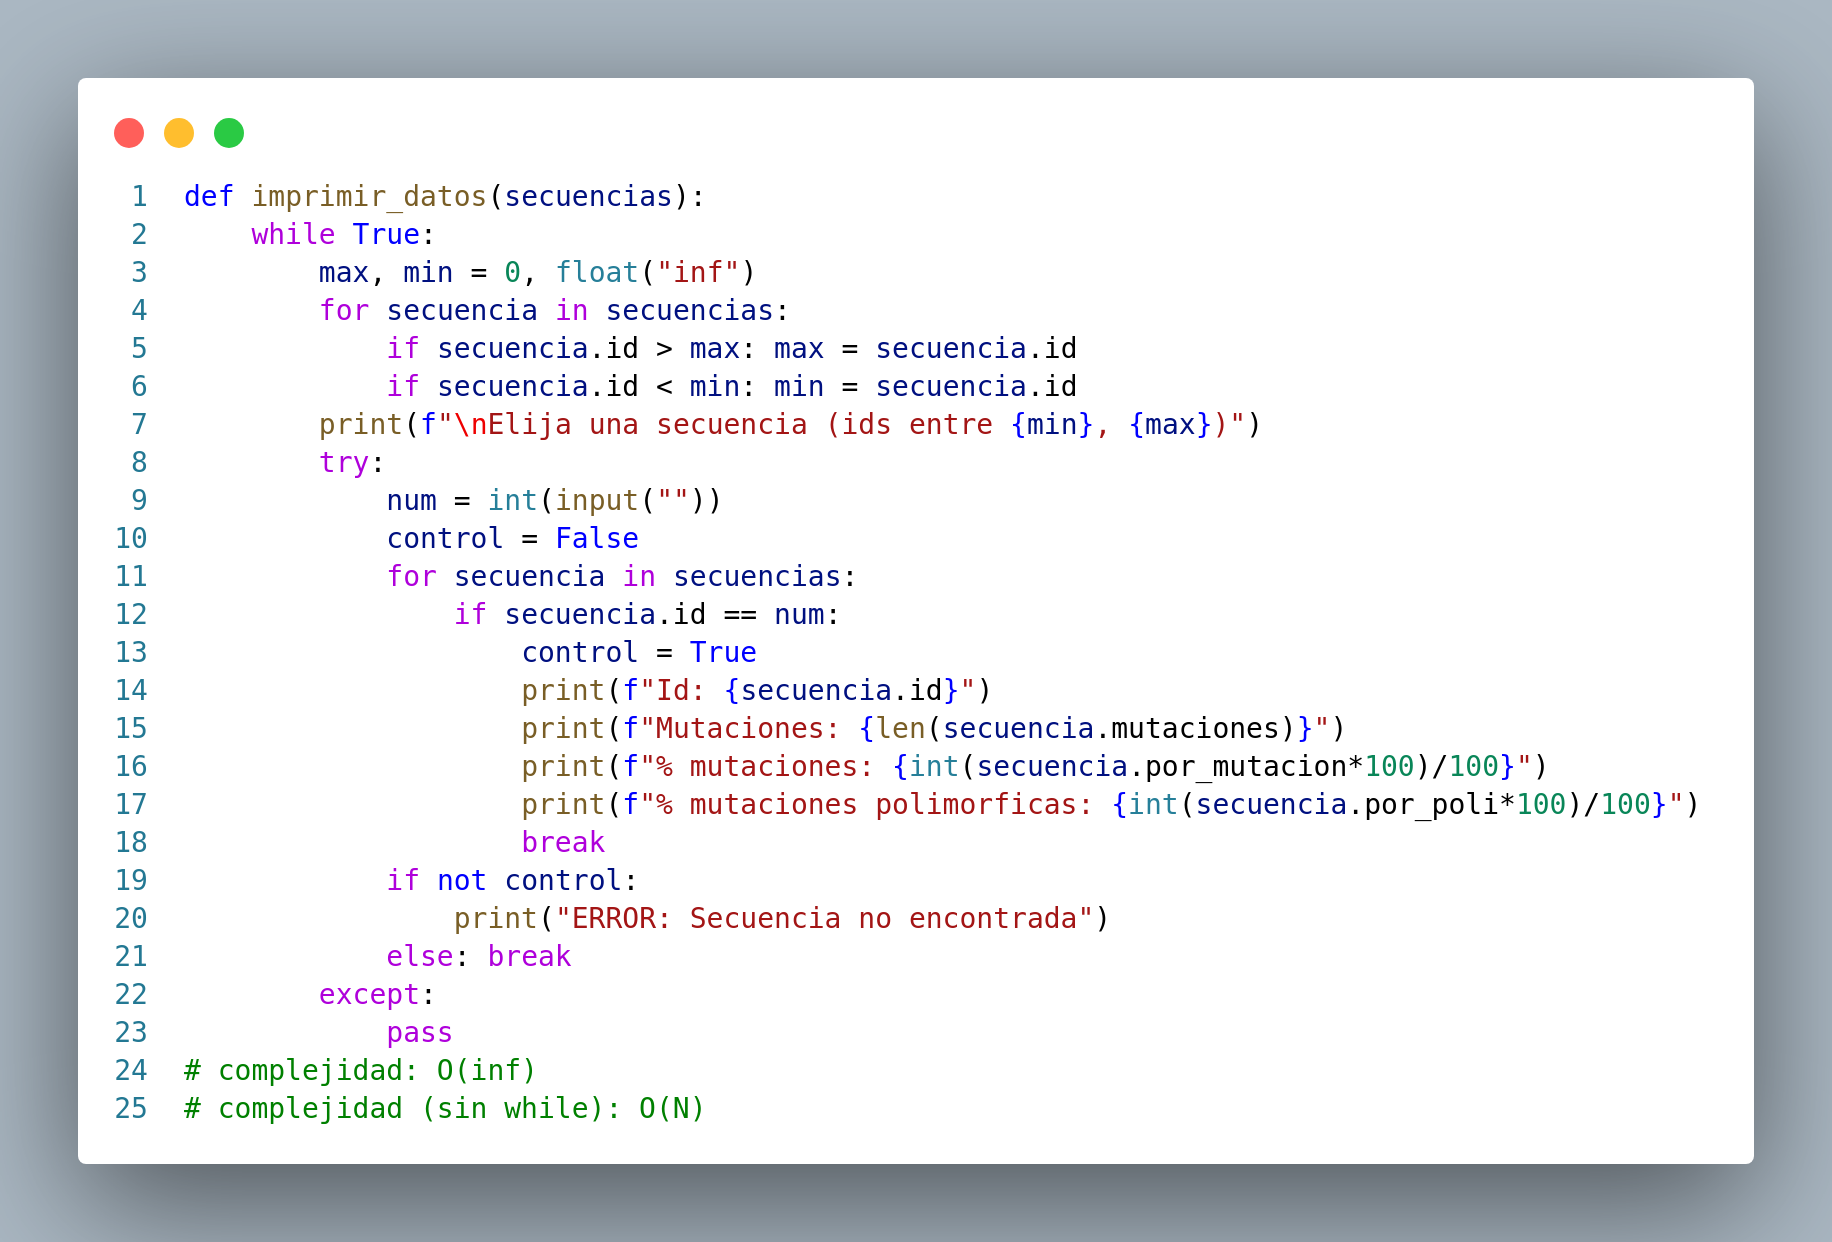 1 def imprimir_datos(secuencias):
2     while True:
3         max, min = 0, float("inf")
4         for secuencia in secuencias:
5             if secuencia.id > max: max = secuencia.id
6             if secuencia.id < min: min = secuencia.id
7         print(f"\nElija una secuencia (ids entre {min}, {max})")
8         try:
9             num = int(input(""))
10             control = False
11             for secuencia in secuencias:
12                 if secuencia.id == num:
13                     control = True
14                     print(f"Id: {secuencia.id}")
15                     print(f"Mutaciones: {len(secuencia.mutaciones)}")
16                     print(f"% mutaciones: {int(secuencia.por_mutacion*100)/100}")
17                     print(f"% mutaciones polimorficas: {int(secuencia.por_poli*100)/100}")
18                     break
19             if not control:
20                 print("ERROR: Secuencia no encontrada")
21             else: break
22         except:
23             pass
24 # complejidad: O(inf)
25 # complejidad (sin while): O(N)